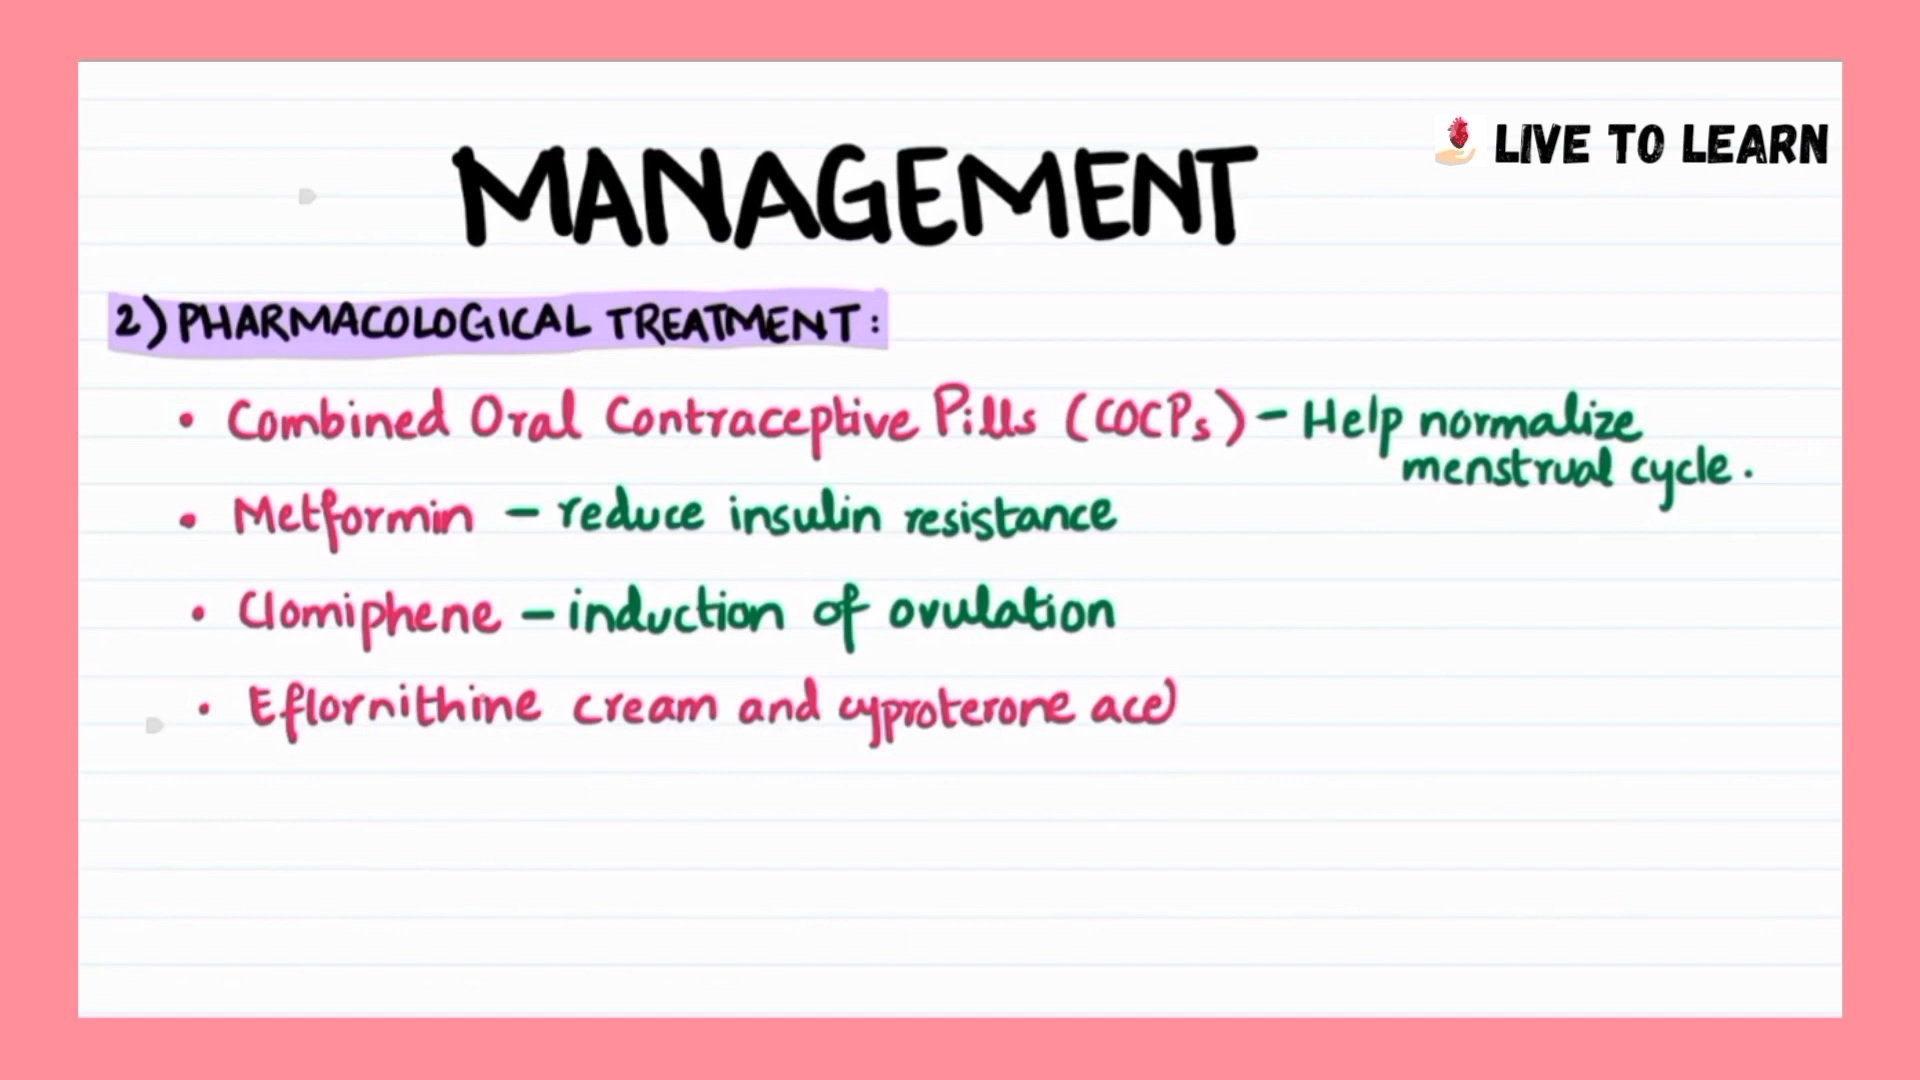 LIVE TO LEARN
MANAGEMENT
2) PHARMACOLOGICAL TREATMENT:
• Combined Oral Contraceptive Pills (COCPs) – Help normalize
menstrual cycle.
• Metformin – reduce insulin resistance
• Clomiphene – induction of ovulation
• Eflornithine cream and cyproterone